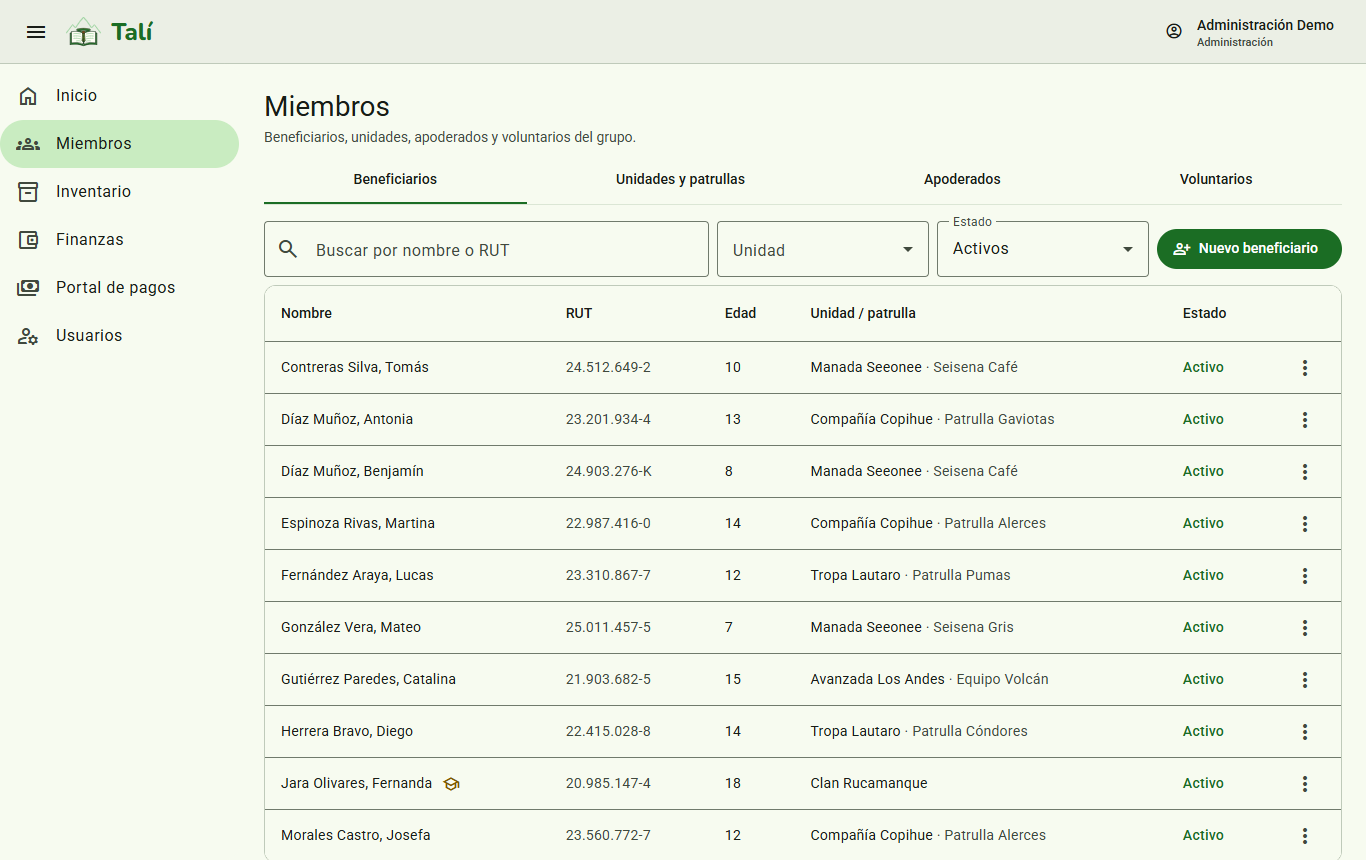 Talí
Administración Demo
Administración
Inicio
Miembros
Inventario
Finanzas
Portal de pagos
Usuarios
Miembros
Beneficiarios, unidades, apoderados y voluntarios del grupo.
Beneficiarios Unidades y patrullas Apoderados Voluntarios
Buscar por nombre o RUT Unidad Estado Activos Nuevo beneficiario
Nombre RUT Edad Unidad / patrulla Estado
Contreras Silva, Tomás 24.512.649-2 10 Manada Seeonee · Seisena Café Activo
Díaz Muñoz, Antonia 23.201.934-4 13 Compañía Copihue · Patrulla Gaviotas Activo
Díaz Muñoz, Benjamín 24.903.276-K 8 Manada Seeonee · Seisena Café Activo
Espinoza Rivas, Martina 22.987.416-0 14 Compañía Copihue · Patrulla Alerces Activo
Fernández Araya, Lucas 23.310.867-7 12 Tropa Lautaro · Patrulla Pumas Activo
González Vera, Mateo 25.011.457-5 7 Manada Seeonee · Seisena Gris Activo
Gutiérrez Paredes, Catalina 21.903.682-5 15 Avanzada Los Andes · Equipo Volcán Activo
Herrera Bravo, Diego 22.415.028-8 14 Tropa Lautaro · Patrulla Cóndores Activo
Jara Olivares, Fernanda 20.985.147-4 18 Clan Rucamanque Activo
Morales Castro, Josefa 23.560.772-7 12 Compañía Copihue · Patrulla Alerces Activo